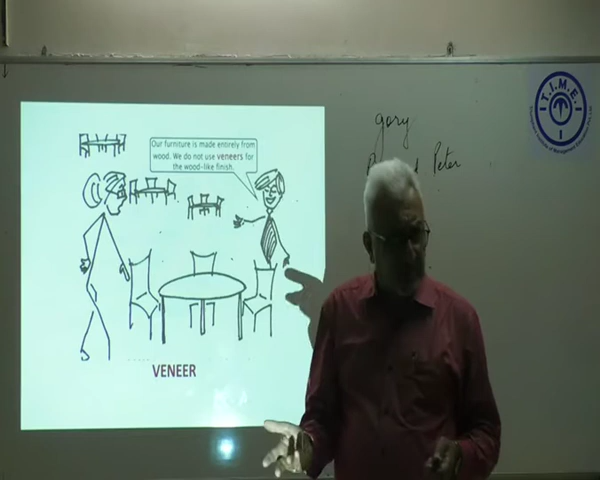 Our furniture is made entirely from
wood. We do not use veneers for
the wood-like finish.
VENEER
gory
Peter
I.T.I.M.E.I